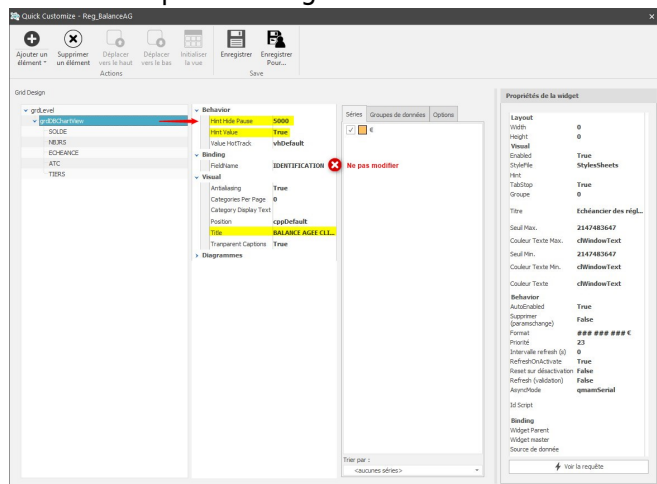 Quick Customize - Reg_BalanceAG
Ajouter un élément
Supprimer un élément
Déplacer vers le haut
Déplacer vers le bas
Initialiser la vue
Enregistrer
Enregistrer Pour...
Actions
Save
Grid Design
grdLevel
grdDBChartView
SOLDE
NBJRS
ECHEANCE
ATC
TIERS
Behavior
Hint Hide Pause 5000
Hint Value True
Value HotTrack vhDefault
Binding
FieldName IDENTIFICATION
Ne pas modifier
Visual
Antialiasing True
Categories Per Page 0
Category Display Text
Position cppDefault
Title BALANCE AGEE CLI...
Tranparent Captions True
Diagrammes
Séries Groupes de données Options
€
Trier par :
<aucunes séries>
Propriétés de la widget
Layout
Width 0
Height 0
Visual
Enabled True
StyleFile StylesSheets
Hint
TabStop True
Groupe 0
Titre Echéancier des régl...
Seuil Max. 2147483647
Couleur Texte Max. clWindowText
Seuil Min. 2147483647
Couleur Texte Min. clWindowText
Couleur Texte clWindowText
Behavior
AutoEnabled True
Supprimer (paramschange) False
Format ### ### ### €
Priorité 23
Intervalle refresh (s) 0
RefreshOnActivate True
Reset sur désactivation False
Refresh (validation) False
AsyncMode qmamSerial
Id Script
Binding
Widget Parent
Widget master
Source de donnée
Voir la requête